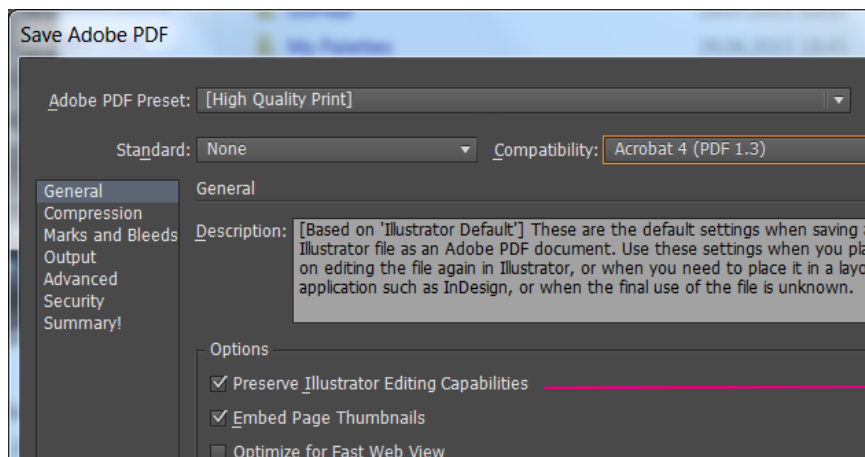 Save Adobe PDF
My Palettes
Adobe PDF Preset: [High Quality Print]
Standard: None Compatibility: Acrobat 4 (PDF 1.3)
General
Compression
Marks and Bleeds
Output
Advanced
Security
Summary!
General
Description: [Based on 'Illustrator Default'] These are the default settings when saving
Illustrator file as an Adobe PDF document. Use these settings when you pla
on editing the file again in Illustrator, or when you need to place it in a layo
application such as InDesign, or when the final use of the file is unknown.
Options
Preserve Illustrator Editing Capabilities
Embed Page Thumbnails
Optimize for Fast Web View